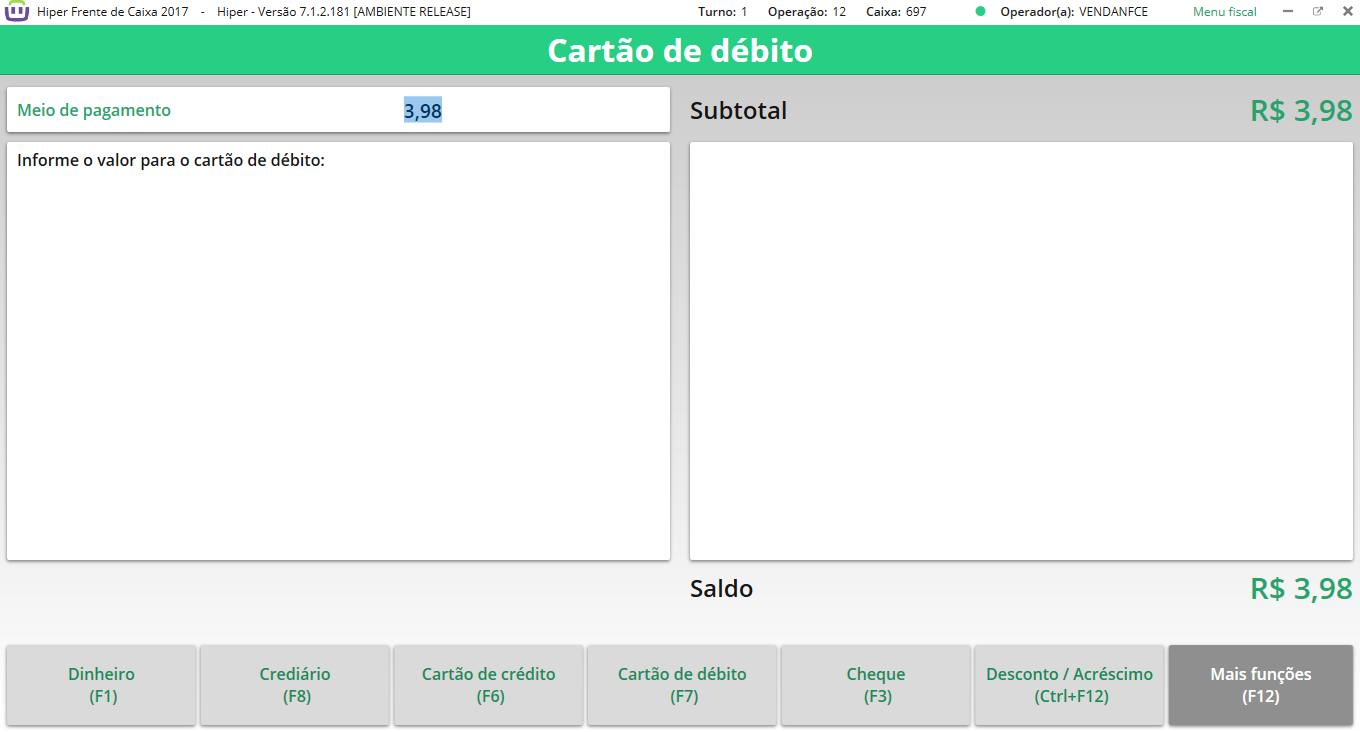 Hiper Frente de Caixa 2017 - Hiper - Versão 7.1.2.181 [AMBIENTE RELEASE] Turno: 1 Operação: 12 Caixa: 697 Operador(a): VENDANFCE Menu fiscal
Cartão de débito
Meio de pagamento 3,98
Subtotal R$ 3,98
Informe o valor para o cartão de débito:
Saldo R$ 3,98
Dinheiro
(F1)
Crediário
(F8)
Cartão de crédito
(F6)
Cartão de débito
(F7)
Cheque
(F3)
Desconto / Acréscimo
(Ctrl+F12)
Mais funções
(F12)